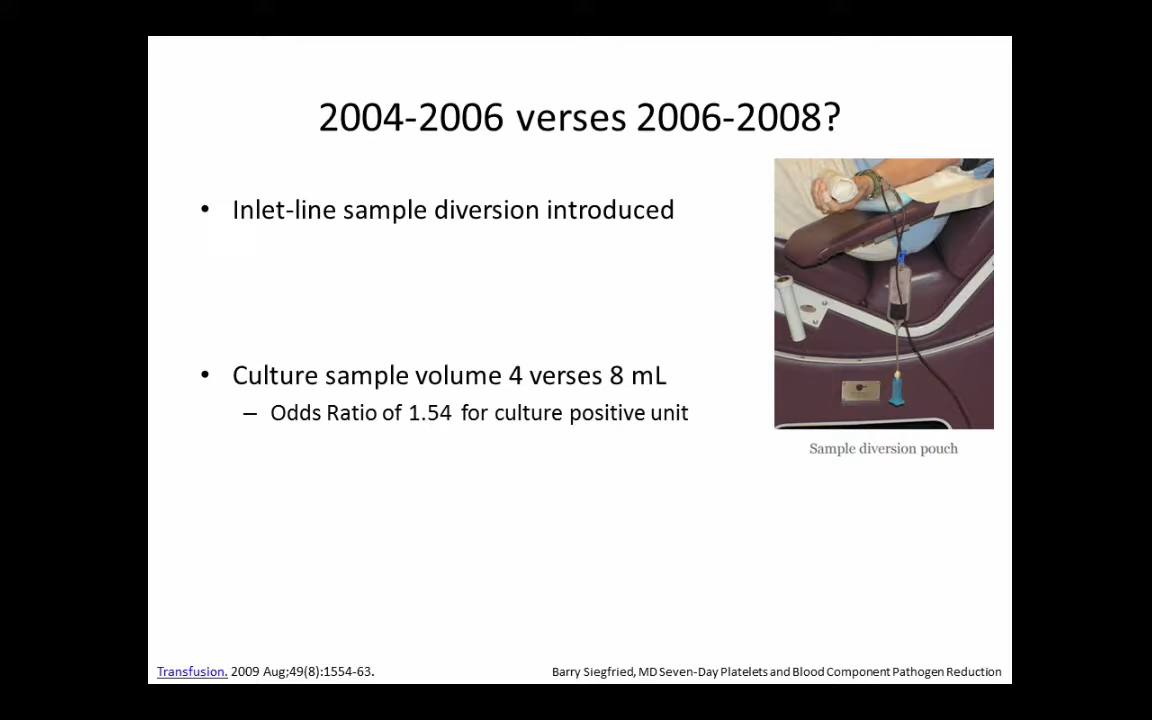 2004-2006 verses 2006-2008?
• Inlet-line sample diversion introduced
• Culture sample volume 4 verses 8 mL
– Odds Ratio of 1.54 for culture positive unit
Sample diversion pouch
Transfusion. 2009 Aug;49(8):1554-63.
Barry Siegfried, MD Seven-Day Platelets and Blood Component Pathogen Reduction